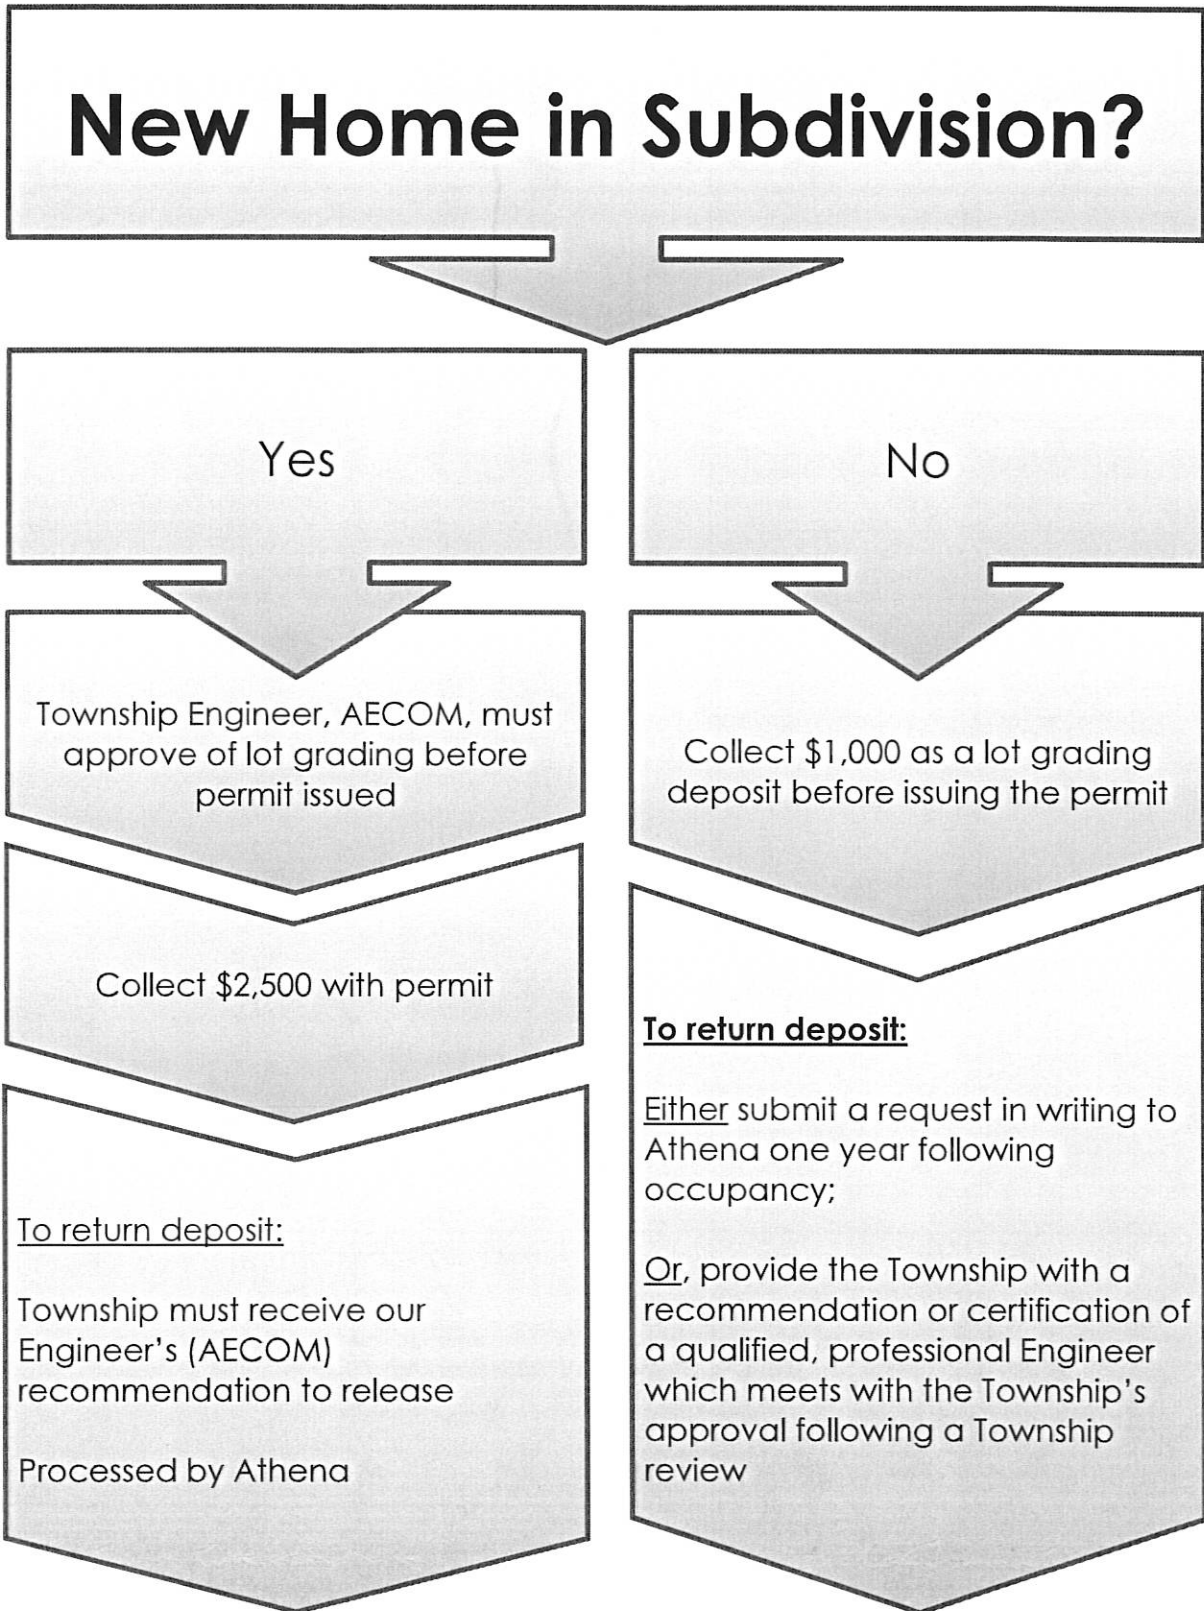 New Home in Subdivision?
Yes
No
Township Engineer, AECOM, must
approve of lot grading before
permit issued
Collect $2,500 with permit
To return deposit:
Township must receive our
Engineer's (AECOM)
recommendation to release
Processed by Athena
Collect $1,000 as a lot grading
deposit before issuing the permit
To return deposit:
Either submit a request in writing to
Athena one year following
occupancy;
Or, provide the Township with a
recommendation or certification of
a qualified, professional Engineer
which meets with the Township's
approval following a Township
review